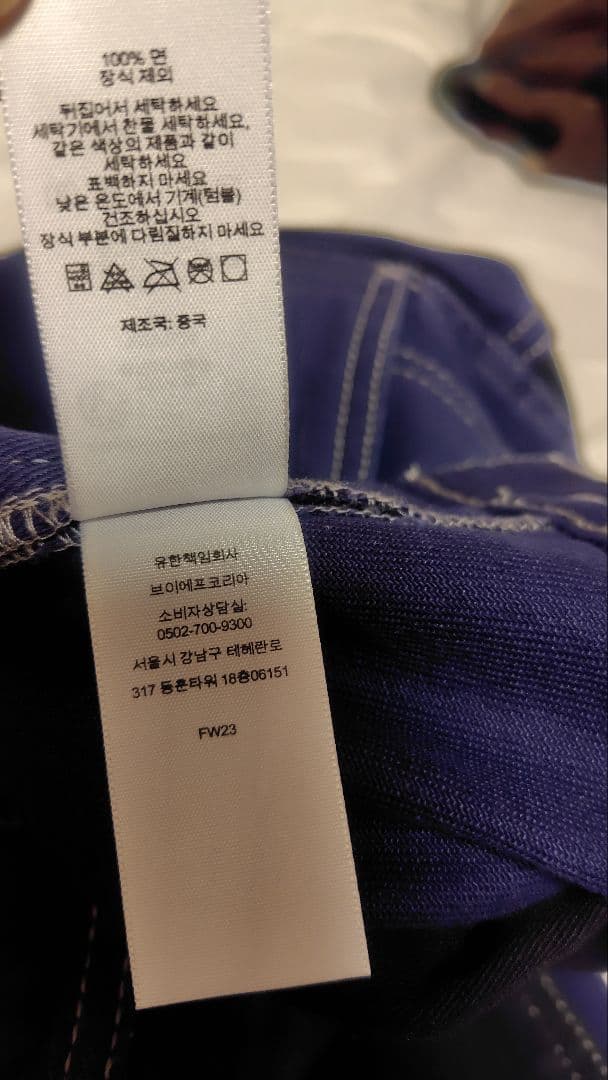 100% 면
장식 제외
뒤집어서 세탁하세요
세탁기에서 찬물 세탁하세요,
같은 색상의 제품과 같이
세탁하세요
표백하지 마세요
낮은 온도에서 기계(텀블)
건조하십시오
장식 부분에 다림질하지 마세요
제조국: 중국
유한책임회사
브이에프코리아
소비자상담실:
0502-700-9300
서울시 강남구 테헤란로
317 동훈타워 18층06151
FW23